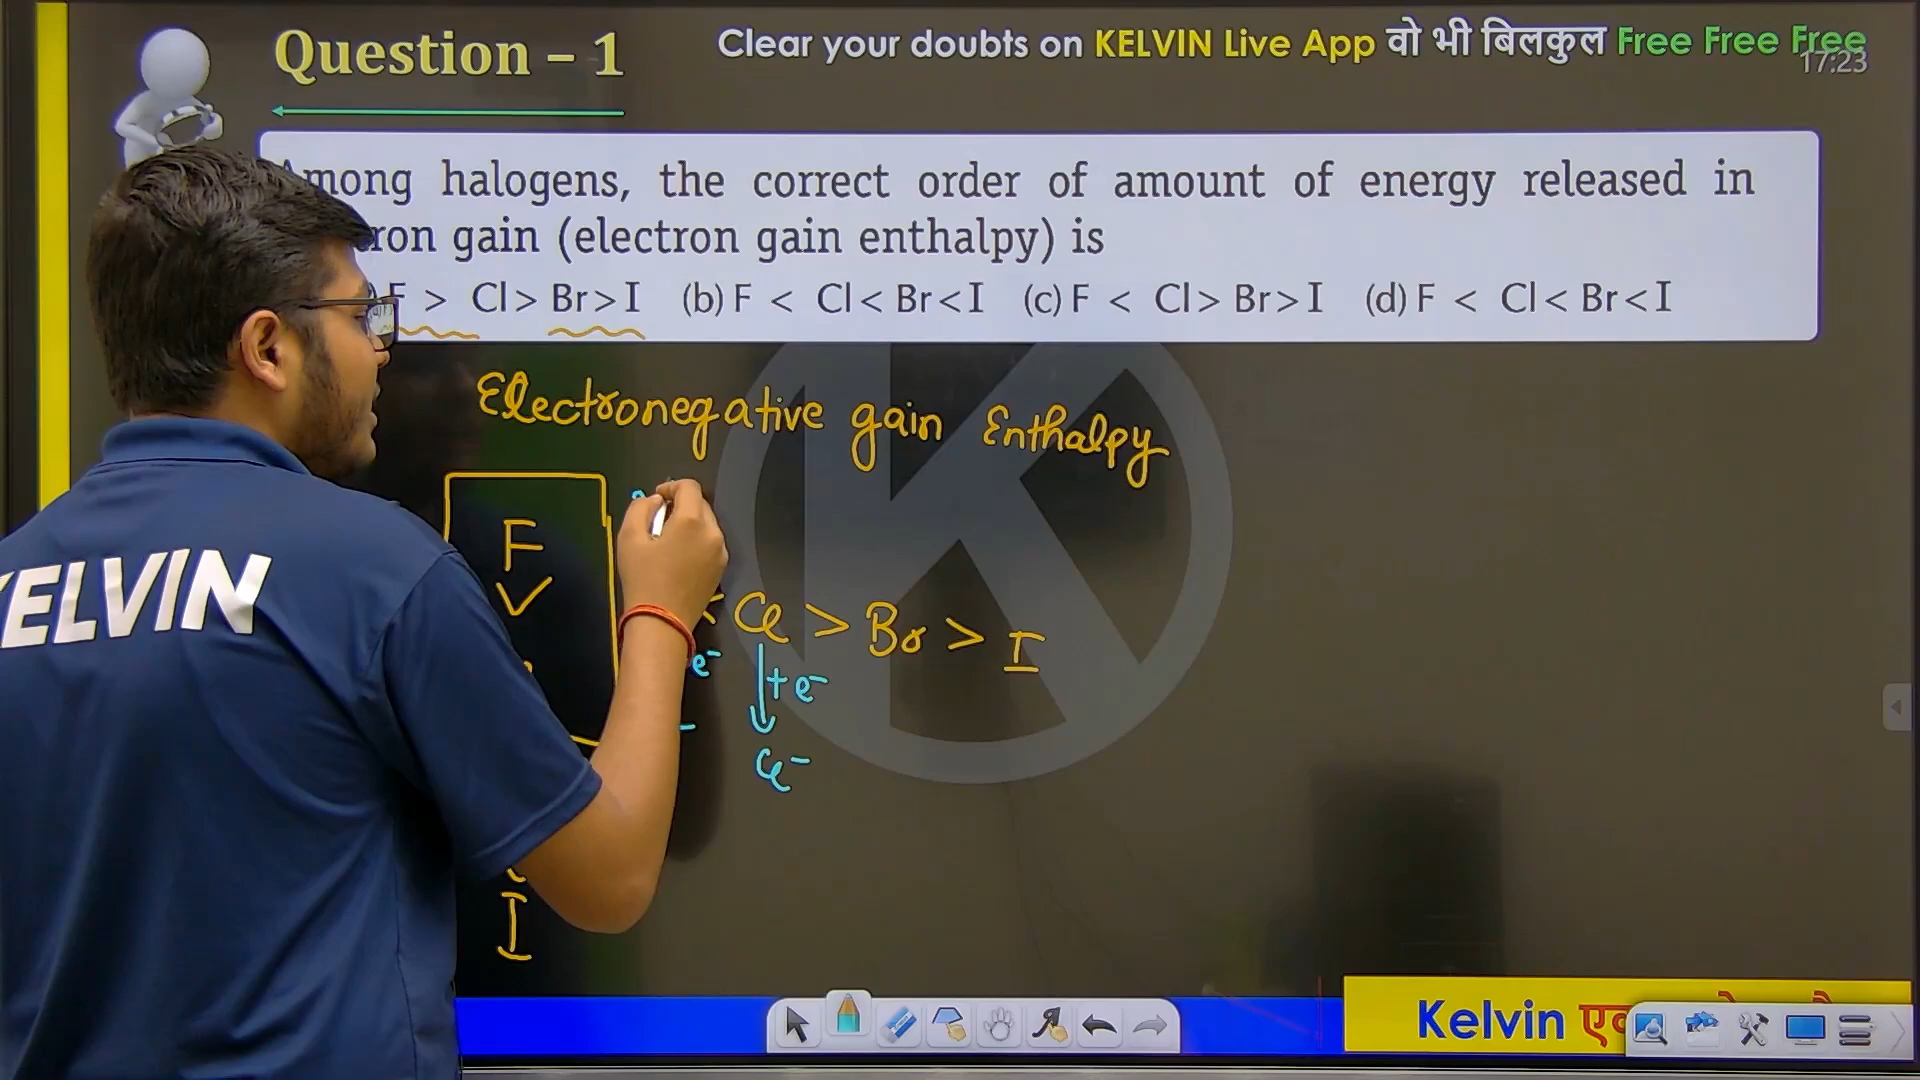 Question – 1
Clear your doubts on KELVIN Live App वो भी बिलकुल Free Free Free
17:23
mong halogens, the correct order of amount of energy released in
ron gain (electron gain enthalpy) is
F > Cl > Br > I (b) F < Cl < Br < I (c) F < Cl > Br > I (d) F < Cl < Br < I
Electronegative gain Enthalpy
F
< Cl > Br > I
e⁻ +e⁻
Cl⁻
I
KELVIN
Kelvin